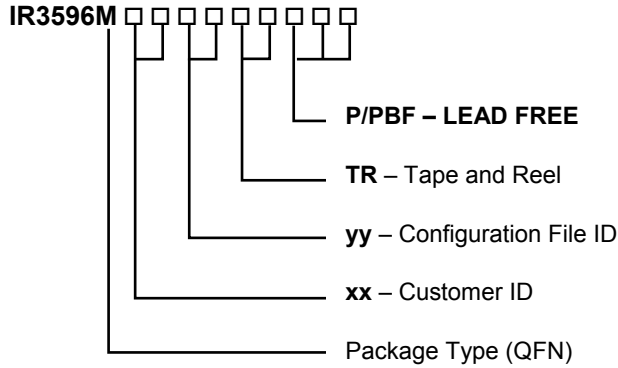 IR3596M
P/PBF – LEAD FREE
TR – Tape and Reel
yy – Configuration File ID
xx – Customer ID
Package Type (QFN)